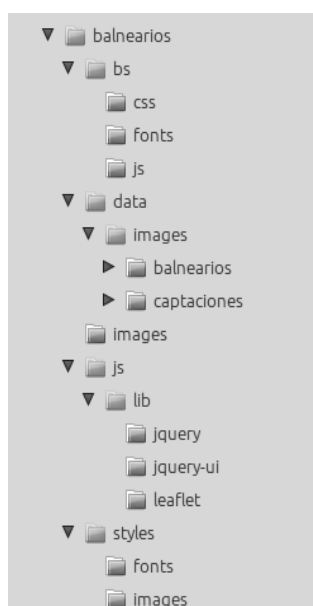 balnearios
bs
css
fonts
js
data
images
balnearios
captaciones
images
js
lib
jquery
jquery-ui
leaflet
styles
fonts
images